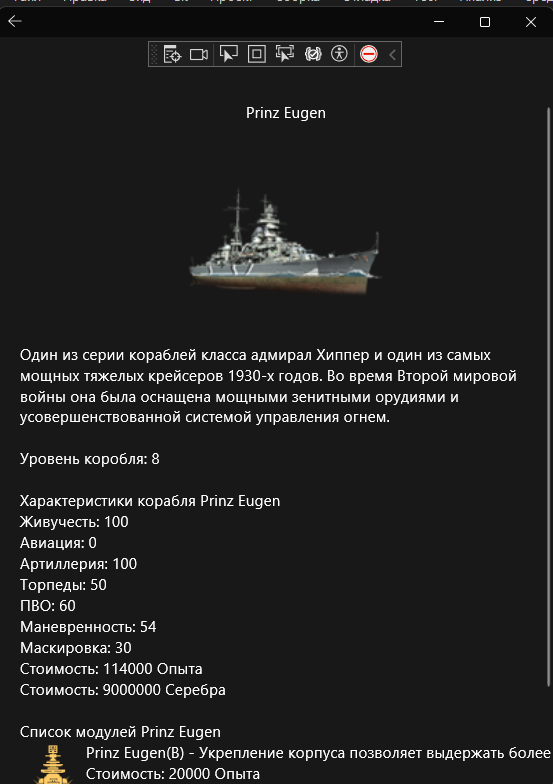 Prinz Eugen
Один из серии кораблей класса адмирал Хиппер и один из самых
мощных тяжелых крейсеров 1930-х годов. Во время Второй мировой
войны она была оснащена мощными зенитными орудиями и
усовершенствованной системой управления огнем.
Уровень коробля: 8
Характеристики корабля Prinz Eugen
Живучесть: 100
Авиация: 0
Артиллерия: 100
Торпеды: 50
ПВО: 60
Маневренность: 54
Маскировка: 30
Стоимость: 114000 Опыта
Стоимость: 9000000 Серебра
Список модулей Prinz Eugen
Prinz Eugen(B) - Укрепление корпуса позволяет выдержать более
Стоимость: 20000 Опыта